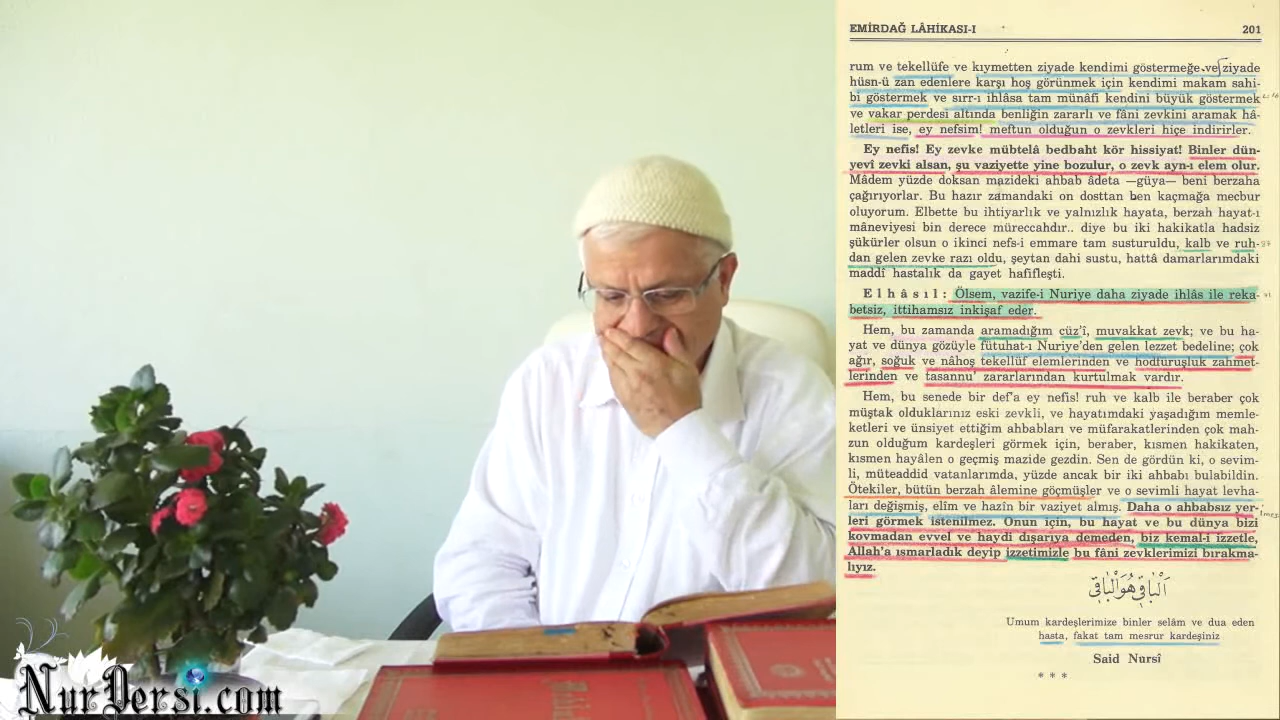 EMİRDAĞ LÂHİKASI-I 201
rum ve tekellüfe ve kıymetten ziyade kendimi göstermeğe ve ziyade
hüsn-ü zan edenlere karşı hoş görünmek için kendimi makam sahi-
bi göstermek ve sırr-ı ihlâsa tam münâfi kendini büyük göstermek
ve vakar perdesi altında benliğin zararlı ve fâni zevkini aramak hâ-
letleri ise, ey nefsim! meftun olduğun o zevkleri hiçe indirirler.
Ey nefis! Ey zevke mübtelâ bedbaht kör hissiyat! Binler dün-
yevî zevki alsan, şu vaziyette yine bozulur, o zevk ayn-ı elem olur.
Mâdem yüzde doksan mazideki ahbab âdeta —güya— beni berzaha
çağırıyorlar. Bu hazır zamandaki on dosttan ben kaçmağa mecbur
oluyorum. Elbette bu ihtiyarlık ve yalnızlık hayata, berzah hayat-ı
mâneviyesi bin derece müreccahdır.. diye bu iki hakikatla hadsiz
şükürler olsun o ikinci nefs-i emmare tam susturuldu, kalb ve ruh-
dan gelen zevke razı oldu, şeytan dahi sustu, hattâ damarlarımdaki
maddî hastalık da gayet hafifleşti.
Elhâsıl: Ölsem, vazife-i Nuriye daha ziyade ihlâs ile reka-
betsiz, ittihamsız inkişaf eder.
Hem, bu zamanda aramadığım cüz'î, muvakkat zevk; ve bu ha-
yat ve dünya gözüyle fütuhat-ı Nuriye'den gelen lezzet bedeline; çok
ağır, soğuk ve nâhoş tekellüf elemlerinden ve hodfüruşluk zahmet-
lerinden ve tasannu' zararlarından kurtulmak vardır.
Hem, bu senede bir def'a ey nefis! ruh ve kalb ile beraber çok
müştak olduklarınız eski zevkli, ve hayatımdaki yaşadığım memle-
ketleri ve ünsiyet ettiğim ahbabları ve müfarakatlerinden çok mah-
zun olduğum kardeşleri görmek için, beraber, kısmen hakikaten,
kısmen hayâlen o geçmiş mazide gezdin. Sen de gördün ki, o sevim-
li, müteaddid vatanlarımda, yüzde ancak bir iki ahbabı bulabildin.
Ötekiler, bütün berzah âlemine göçmüşler ve o sevimli hayat levha-
ları değişmiş, elîm ve hazîn bir vaziyet almış. Daha o ahbabsız yer-
leri görmek istenilmez. Onun için, bu hayat ve bu dünya bizi
kovmadan evvel ve haydi dışarıya demeden, biz kemal-i izzetle,
Allah'a ısmarladık deyip izzetimizle bu fâni zevklerimizi bırakma-
lıyız.
اَلْبَاقِي هُوَ الْبَاقِي
Umum kardeşlerimize binler selâm ve dua eden
hasta, fakat tam mesrur kardeşiniz
Said Nursî
* * *
NurDersi.com